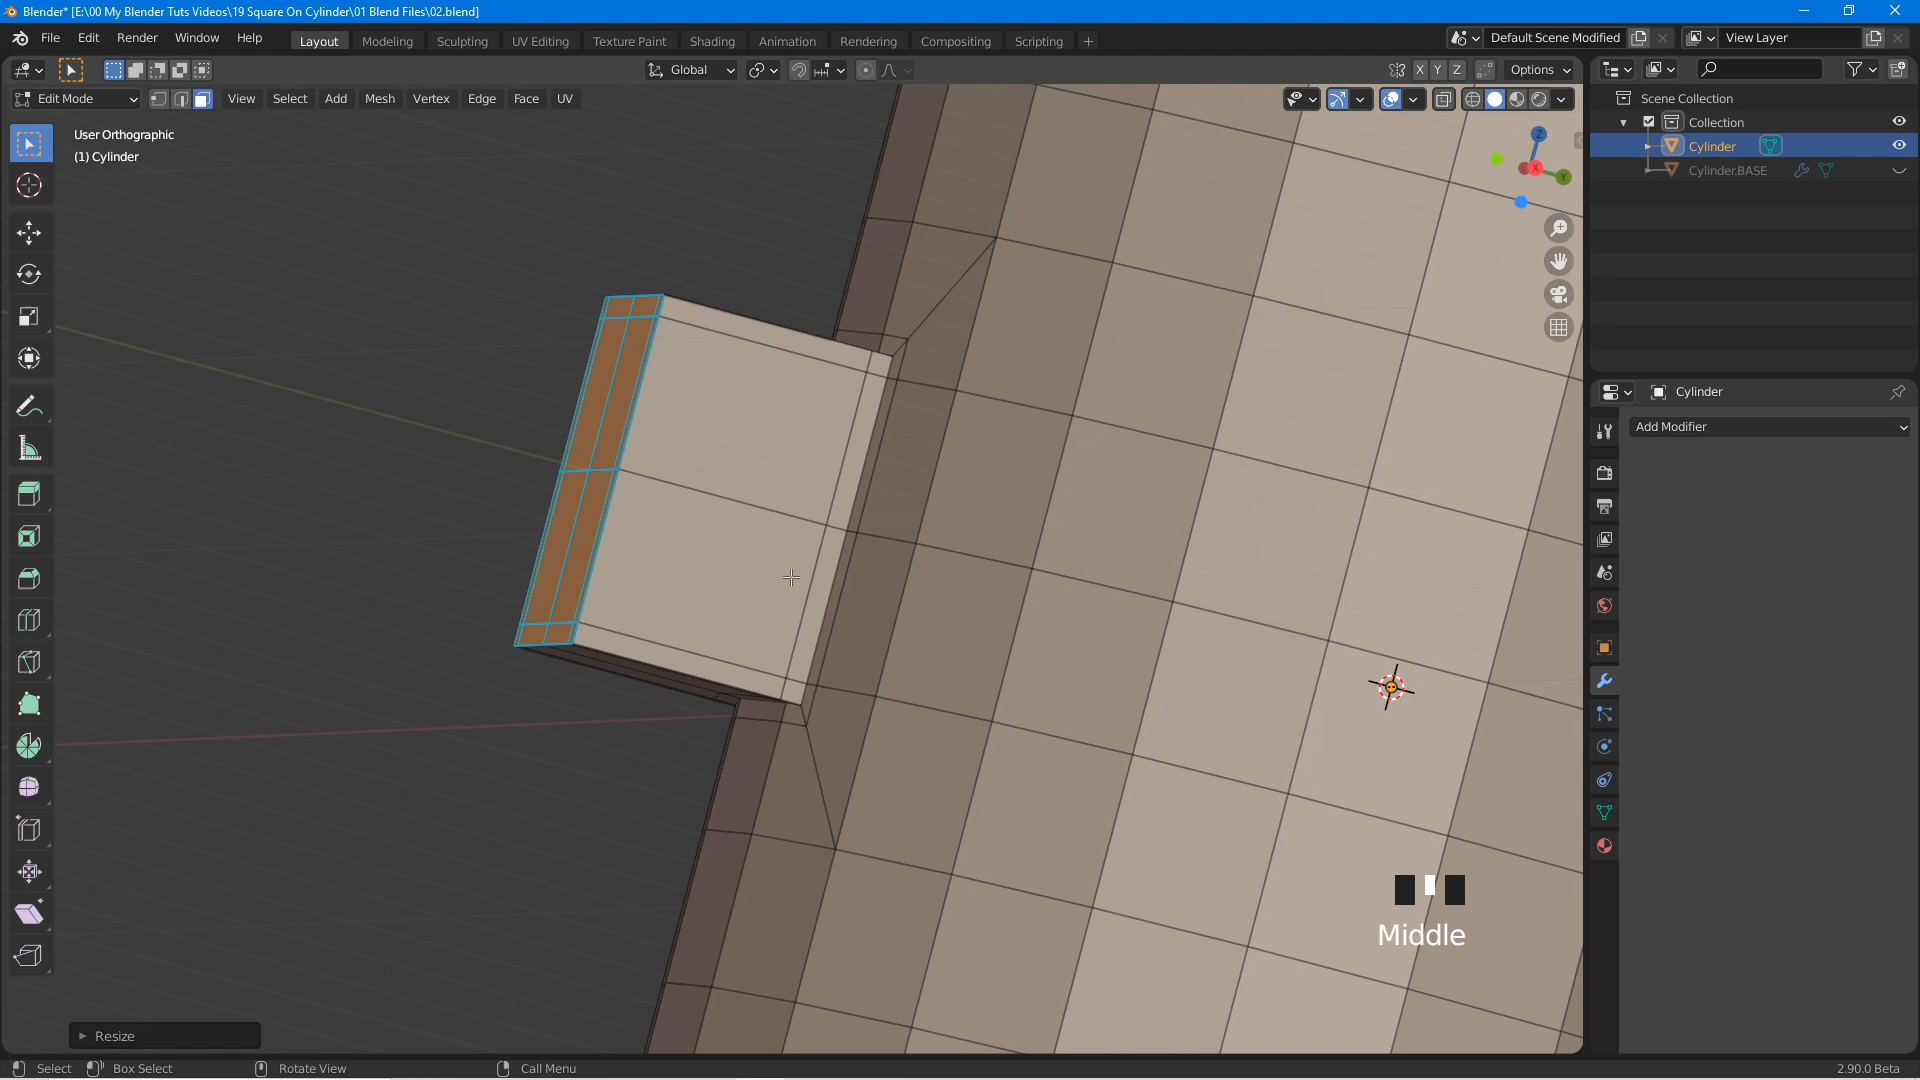 Blender* [E:\00 My Blender Tuts Videos\19 Square On Cylinder\01 Blend Files\02.blend]
File Edit Render Window Help Layout Modeling Sculpting UV Editing Texture Paint Shading Animation Rendering Compositing Scripting + Default Scene Modified View Layer
Global X Y Z Options
Edit Mode View Select Add Mesh Vertex Edge Face UV
Scene Collection
Collection
Cylinder
Cylinder.BASE
User Orthographic
(1) Cylinder
Z
X
Y
Cylinder
Add Modifier
Middle
Resize
Select Box Select Rotate View Call Menu 2.90.0 Beta